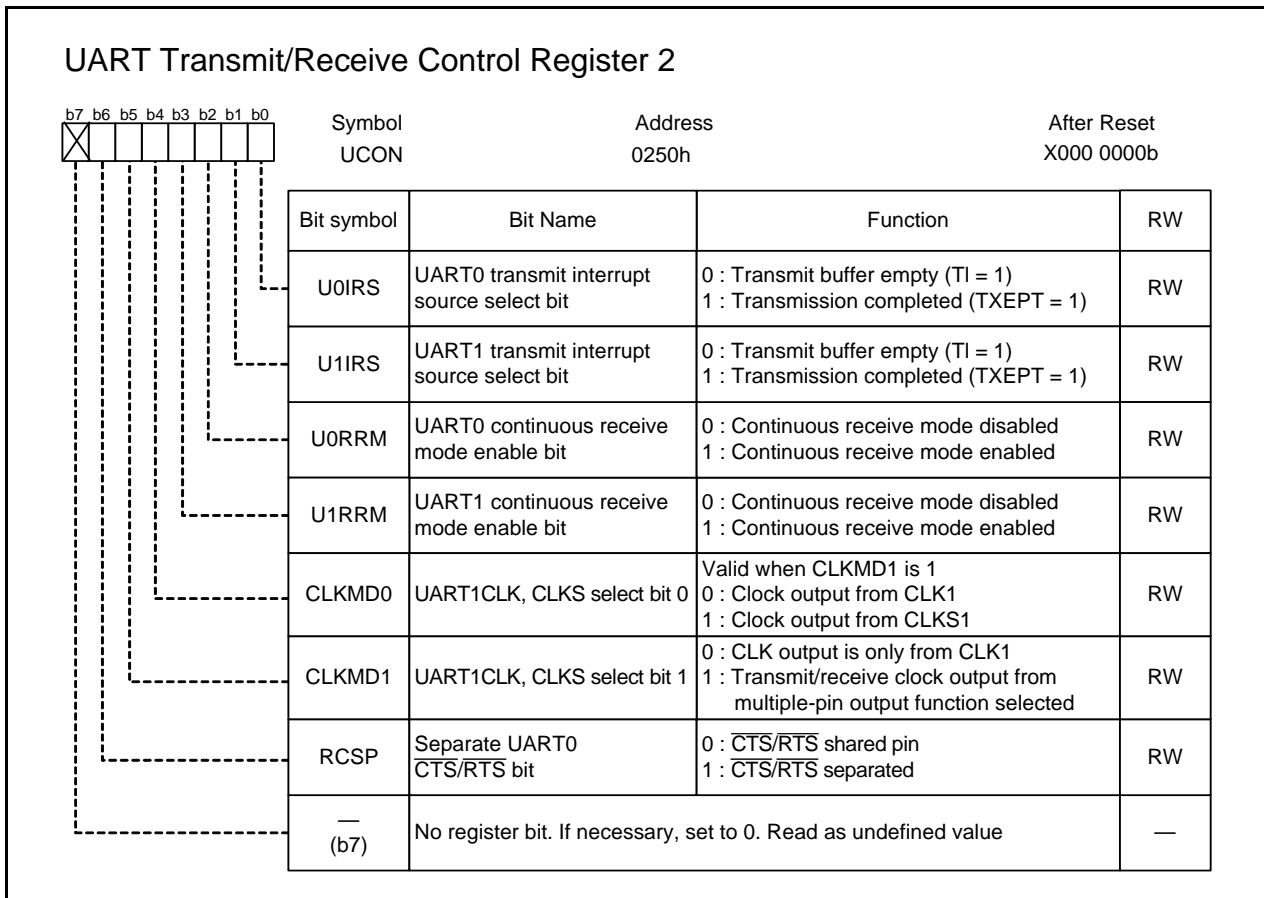 UART Transmit/Receive Control Register 2
b7 b6 b5 b4 b3 b2 b1 b0
Symbol Address After Reset
UCON 0250h X000 0000b
Bit symbol Bit Name Function RW
U0IRS
UART0 transmit interrupt
source select bit
0 : Transmit buffer empty (TI = 1)
1 : Transmission completed (TXEPT = 1)
RW
U1IRS
UART1 transmit interrupt
source select bit
0 : Transmit buffer empty (TI = 1)
1 : Transmission completed (TXEPT = 1)
RW
U0RRM
UART0 continuous receive
mode enable bit
0 : Continuous receive mode disabled
1 : Continuous receive mode enabled
RW
U1RRM
UART1 continuous receive
mode enable bit
0 : Continuous receive mode disabled
1 : Continuous receive mode enabled
RW
CLKMD0
UART1CLK, CLKS select bit 0
Valid when CLKMD1 is 1
0 : Clock output from CLK1
1 : Clock output from CLKS1
RW
CLKMD1
UART1CLK, CLKS select bit 1
0 : CLK output is only from CLK1
1 : Transmit/receive clock output from
multiple-pin output function selected
RW
RCSP
Separate UART0
C̅T̅S̅/R̅T̅S̅ bit
0 : C̅T̅S̅/R̅T̅S̅ shared pin
1 : C̅T̅S̅/R̅T̅S̅ separated
RW
—
(b7)
No register bit. If necessary, set to 0. Read as undefined value
—